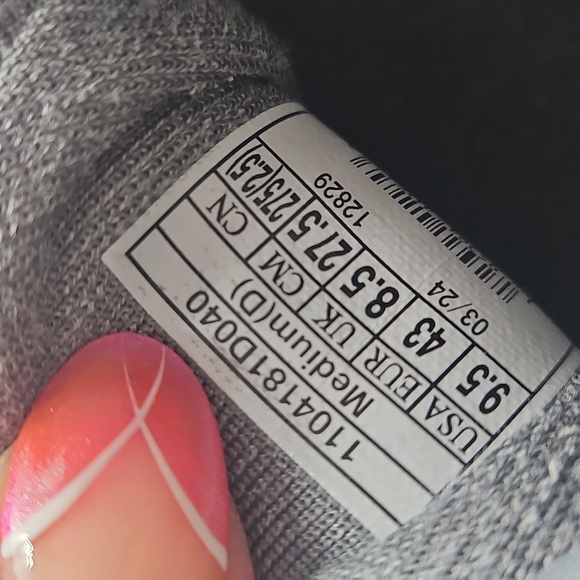 1104181D040
Medium(D)
USA EUR UK CM CN
9.5 43 8.5 27.5 275(2.5)
03/24 12829